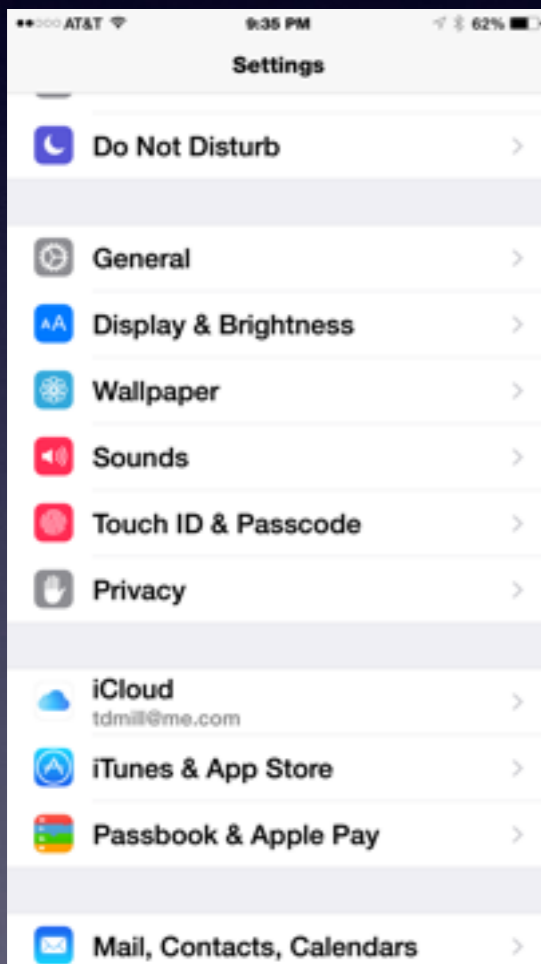 AT&T 9:35 PM 62%
Settings
Do Not Disturb
General
AA Display & Brightness
Wallpaper
Sounds
Touch ID & Passcode
Privacy
iCloud
tdmill@me.com
iTunes & App Store
Passbook & Apple Pay
Mail, Contacts, Calendars